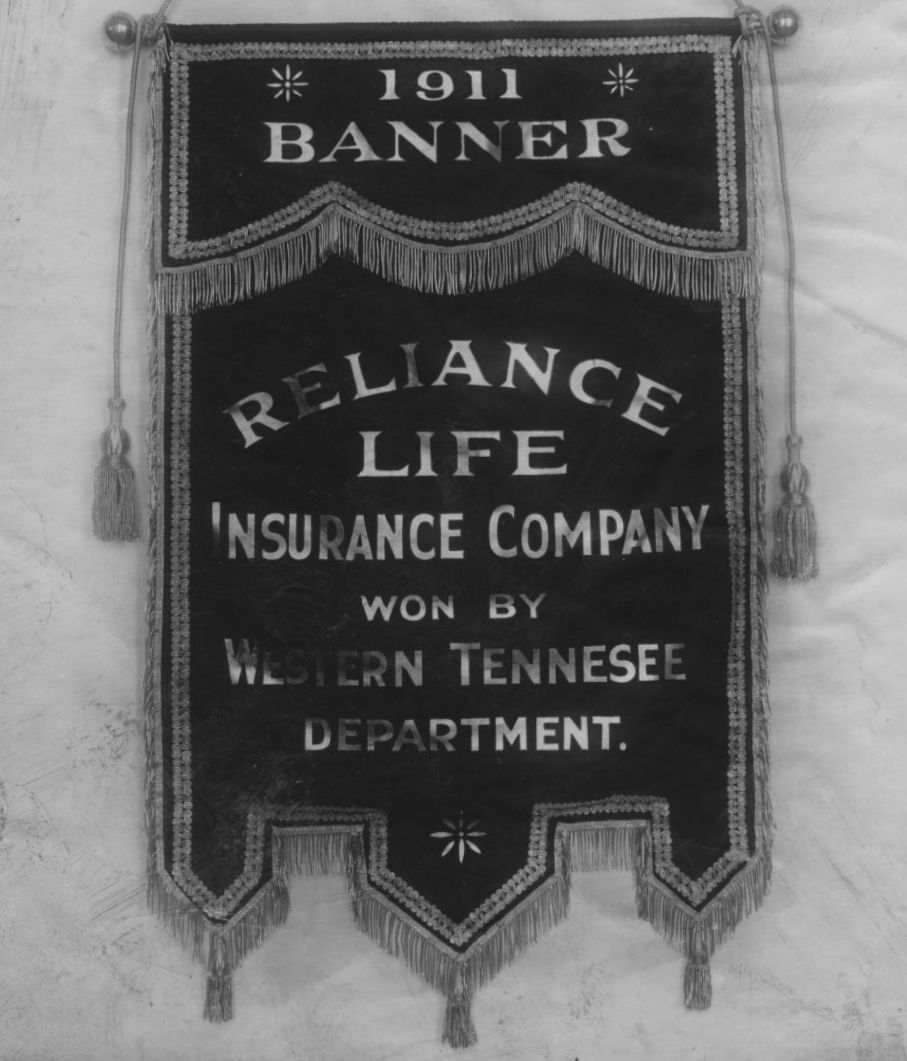 1911
BANNER
RELIANCE
LIFE
INSURANCE COMPANY
WON BY
WESTERN TENNESEE
DEPARTMENT.